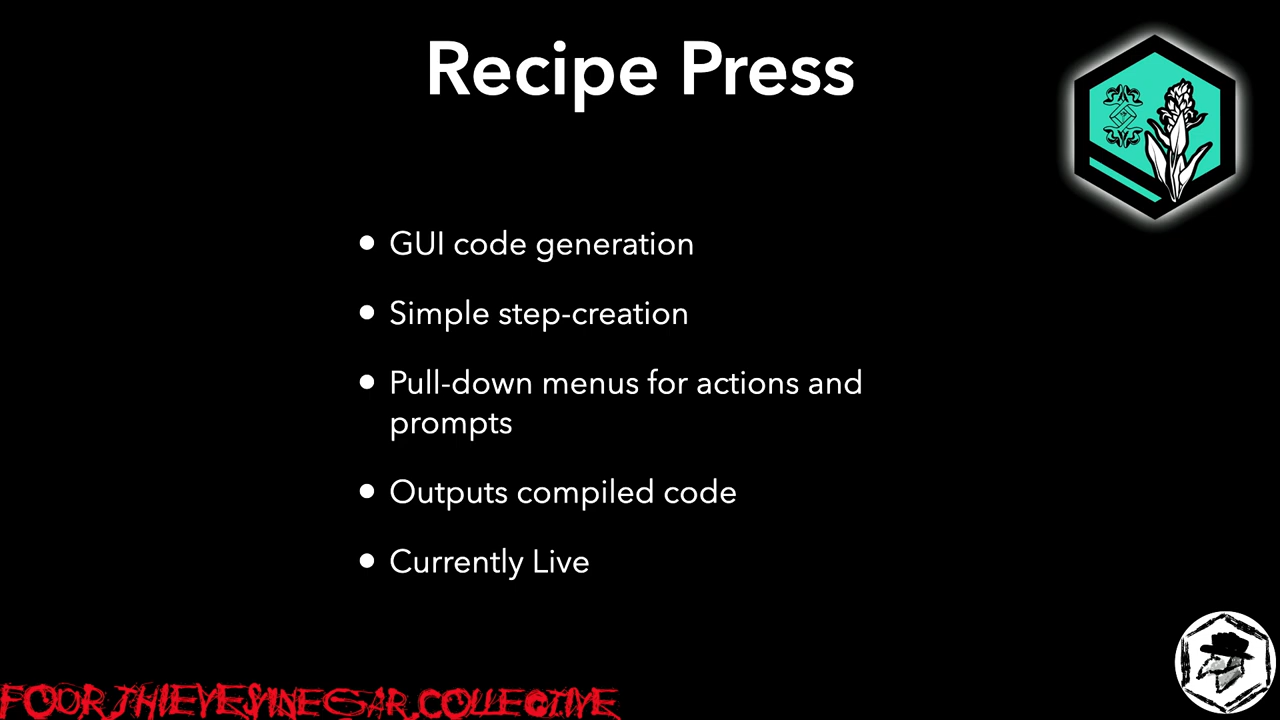 Recipe Press
• GUI code generation
• Simple step-creation
• Pull-down menus for actions and
prompts
• Outputs compiled code
• Currently Live
FOUR THIEVES VINEGAR COLLECTIVE